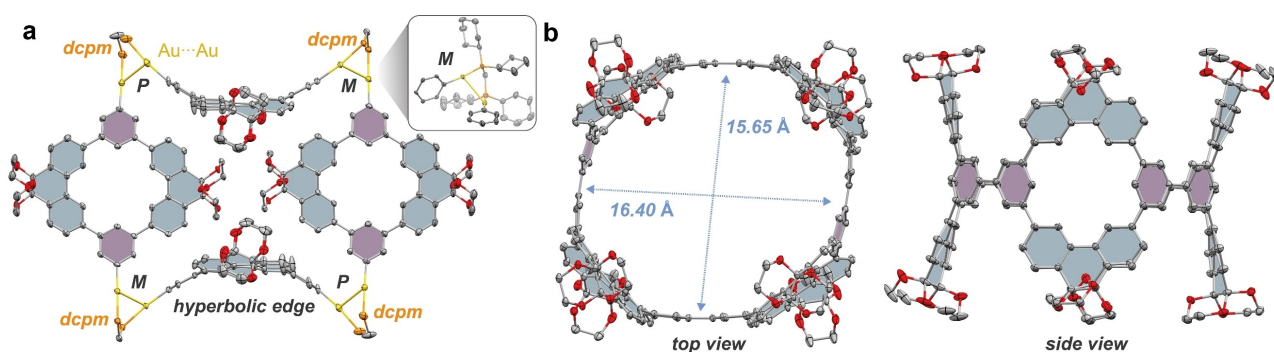 a
dcpm
Au···Au
P
dcpm
M
M
M
P
dcpm
hyperbolic edge
dcpm
b
15.65 Å
16.40 Å
top view
side view